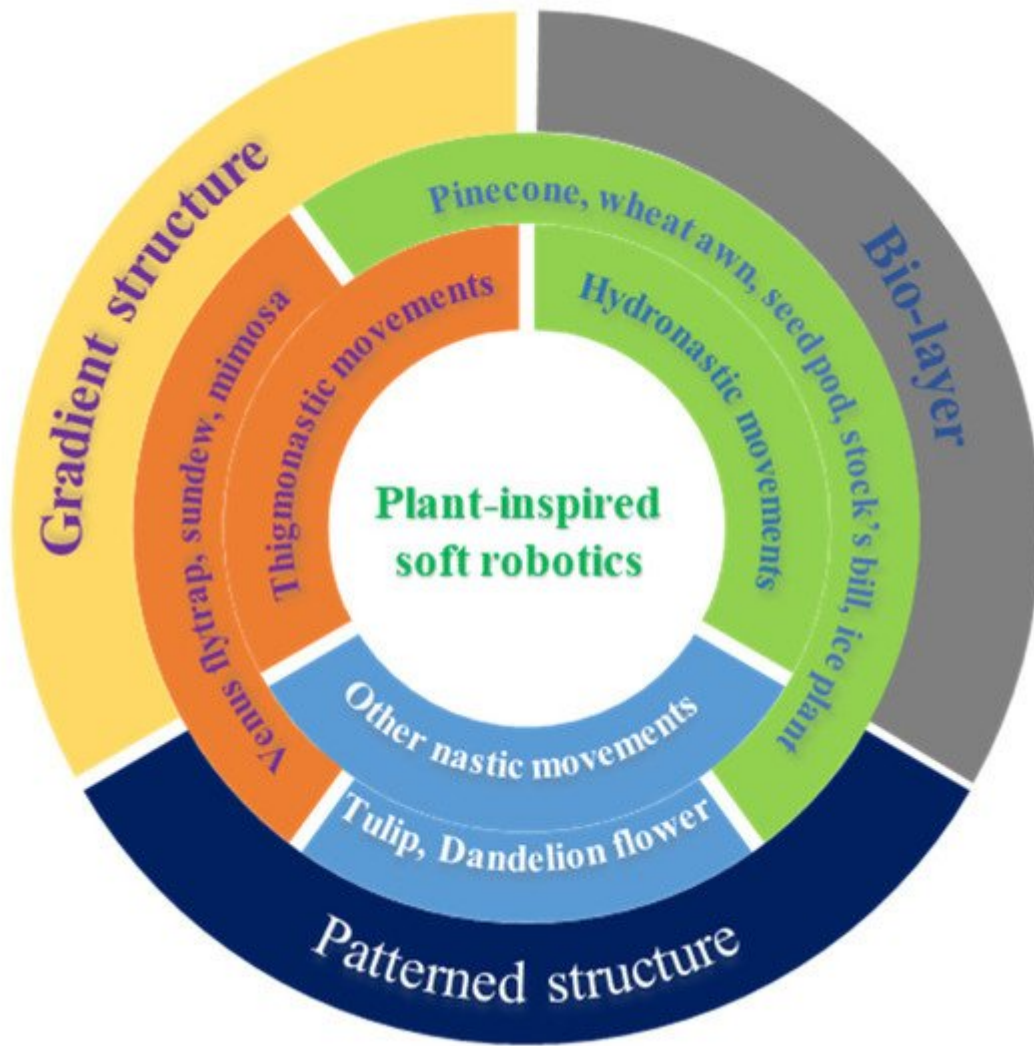 Gradient structure
Bio-layer
Patterned structure
Pinecone, wheat awn, seed pod, stock's bill, ice plant
Venus flytrap, sundew, mimosa
Tulip, Dandelion flower
Thigmonastic movements
Hydronastic movements
Other nastic movements
Plant-inspired
soft robotics